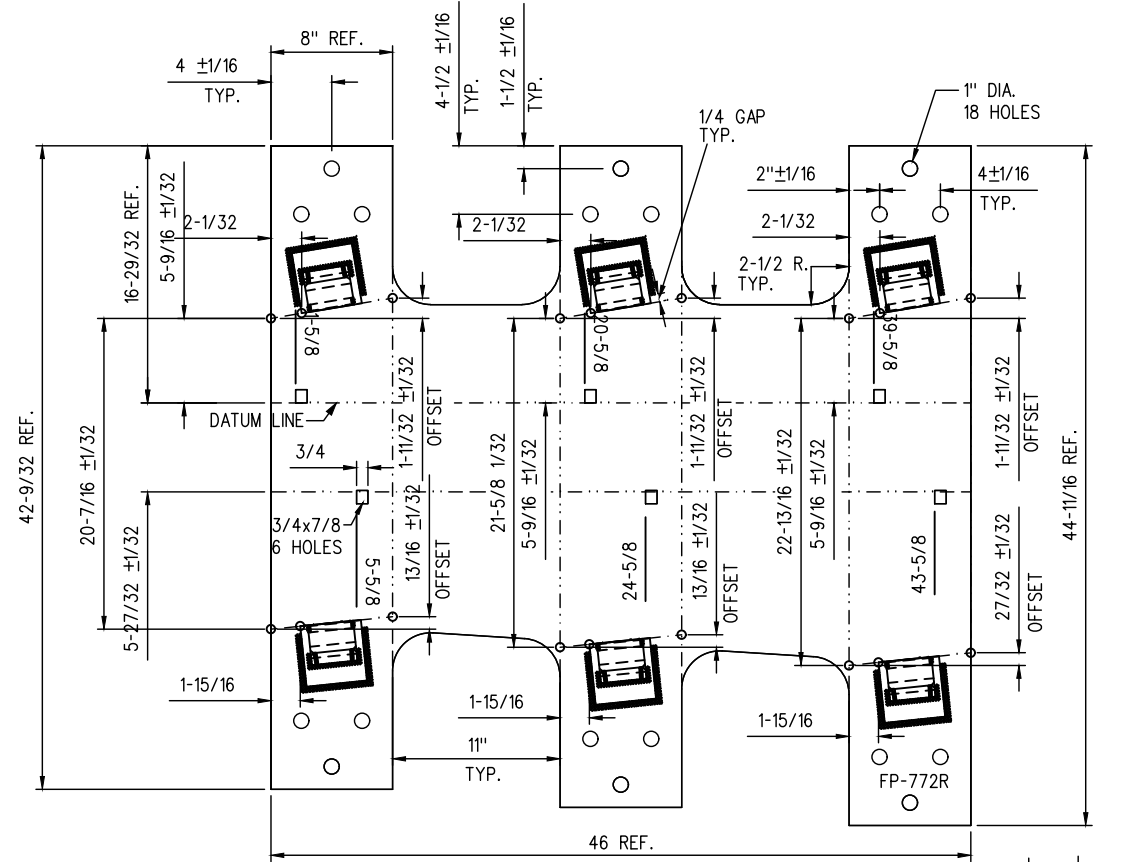 8" REF.
4 ±1/16
TYP.
4-1/2 ±1/16
TYP.
1-1/2 ±1/16
TYP.
1/4 GAP
TYP.
1" DIA.
18 HOLES
2"±1/16
4±1/16
TYP.
16-29/32 REF.
5-9/16 ±1/32
2-1/32
2-1/32
2-1/32
2-1/2 R.
TYP.
1-5/8
20-5/8
39-5/8
DATUM LINE
1-11/32 ±1/32
OFFSET
1-11/32 ±1/32
OFFSET
1-11/32 ±1/32
OFFSET
42-9/32 REF.
20-7/16 ±1/32
21-5/8 1/32
5-9/16 ±1/32
22-13/16 ±1/32
5-9/16 ±1/32
44-11/16 REF.
3/4
3/4x7/8
6 HOLES
5-27/32 ±1/32
5-5/8
13/16 ±1/32
OFFSET
24-5/8
13/16 ±1/32
OFFSET
43-5/8
27/32 ±1/32
OFFSET
1-15/16
1-15/16
1-15/16
11"
TYP.
FP-772R
46 REF.